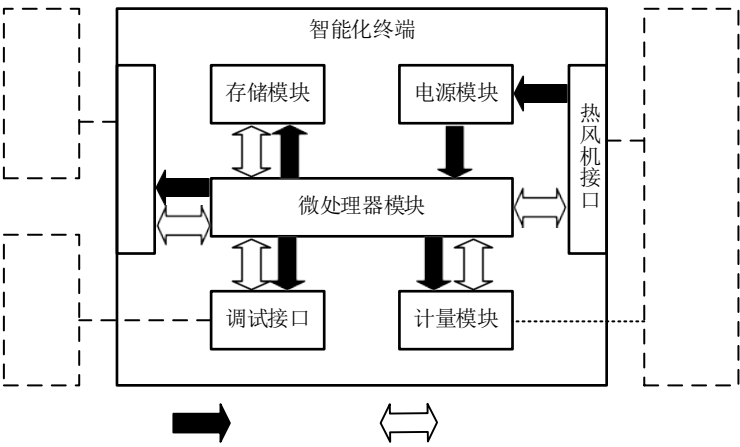 智能化终端
存储模块
电源模块
热风机接口
微处理器模块
调试接口
计量模块